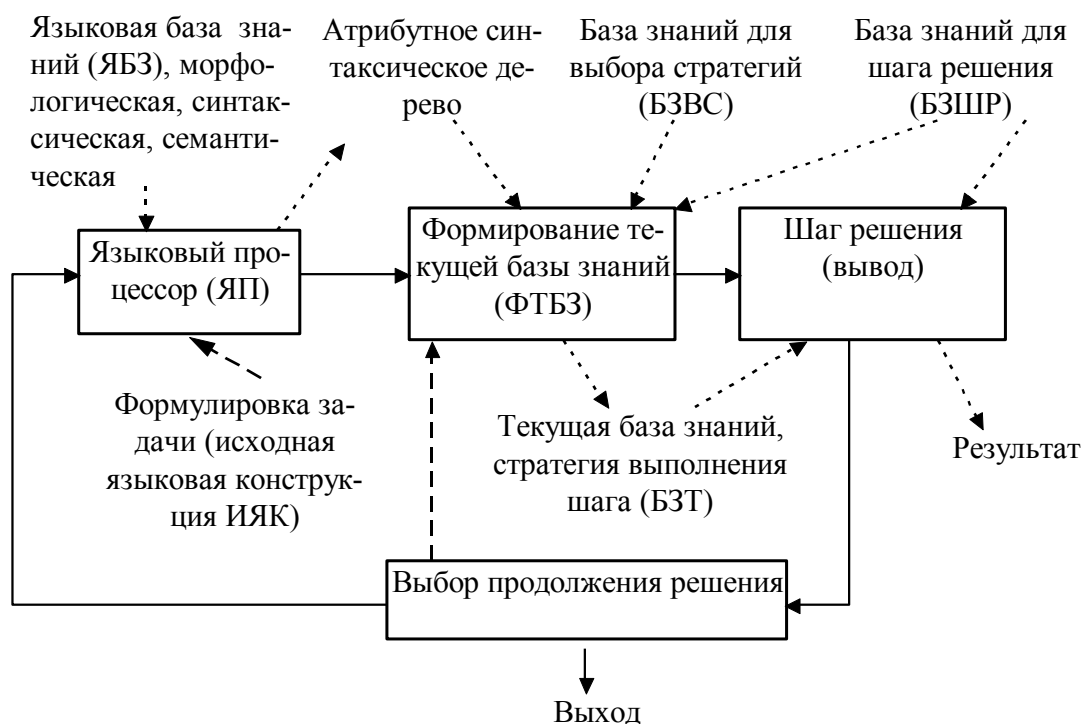 Языковая база зна-
ний (ЯБЗ), морфо-
логическая, синтак-
сическая, семанти-
ческая
Атрибутное син-
таксическое де-
рево
База знаний для
выбора стратегий
(БЗВС)
База знаний для
шага решения
(БЗШР)
Языковый про-
цессор (ЯП)
Формирование те-
кущей базы знаний
(ФТБЗ)
Шаг решения
(вывод)
Формулировка за-
дачи (исходная
языковая конструк-
ция ИЯК)
Текущая база знаний,
стратегия выполнения
шага (БЗТ)
Результат
Выбор продолжения решения
Выход